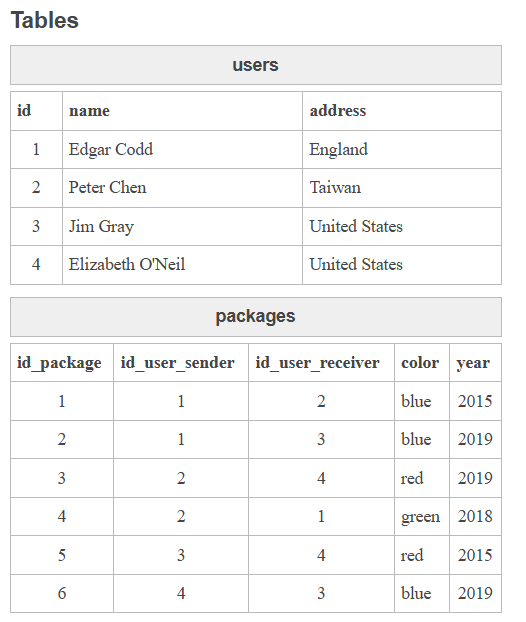 Tables
users
id name address
1 Edgar Codd England
2 Peter Chen Taiwan
3 Jim Gray United States
4 Elizabeth O'Neil United States
packages
id_package id_user_sender id_user_receiver color year
1 1 2 blue 2015
2 1 3 blue 2019
3 2 4 red 2019
4 2 1 green 2018
5 3 4 red 2015
6 4 3 blue 2019